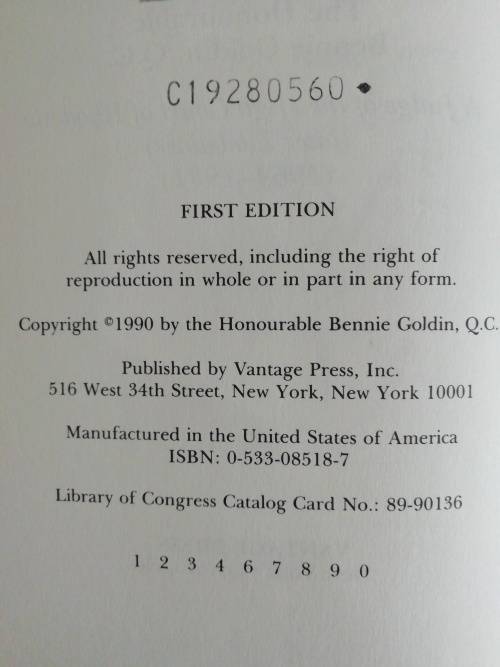 C19280560
FIRST EDITION
All rights reserved, including the right of
reproduction in whole or in part in any form.
Copyright ©1990 by the Honourable Bennie Goldin, Q.C.
Published by Vantage Press, Inc.
516 West 34th Street, New York, New York 10001
Manufactured in the United States of America
ISBN: 0-533-08518-7
Library of Congress Catalog Card No.: 89-90136
1 2 3 4 6 7 8 9 0